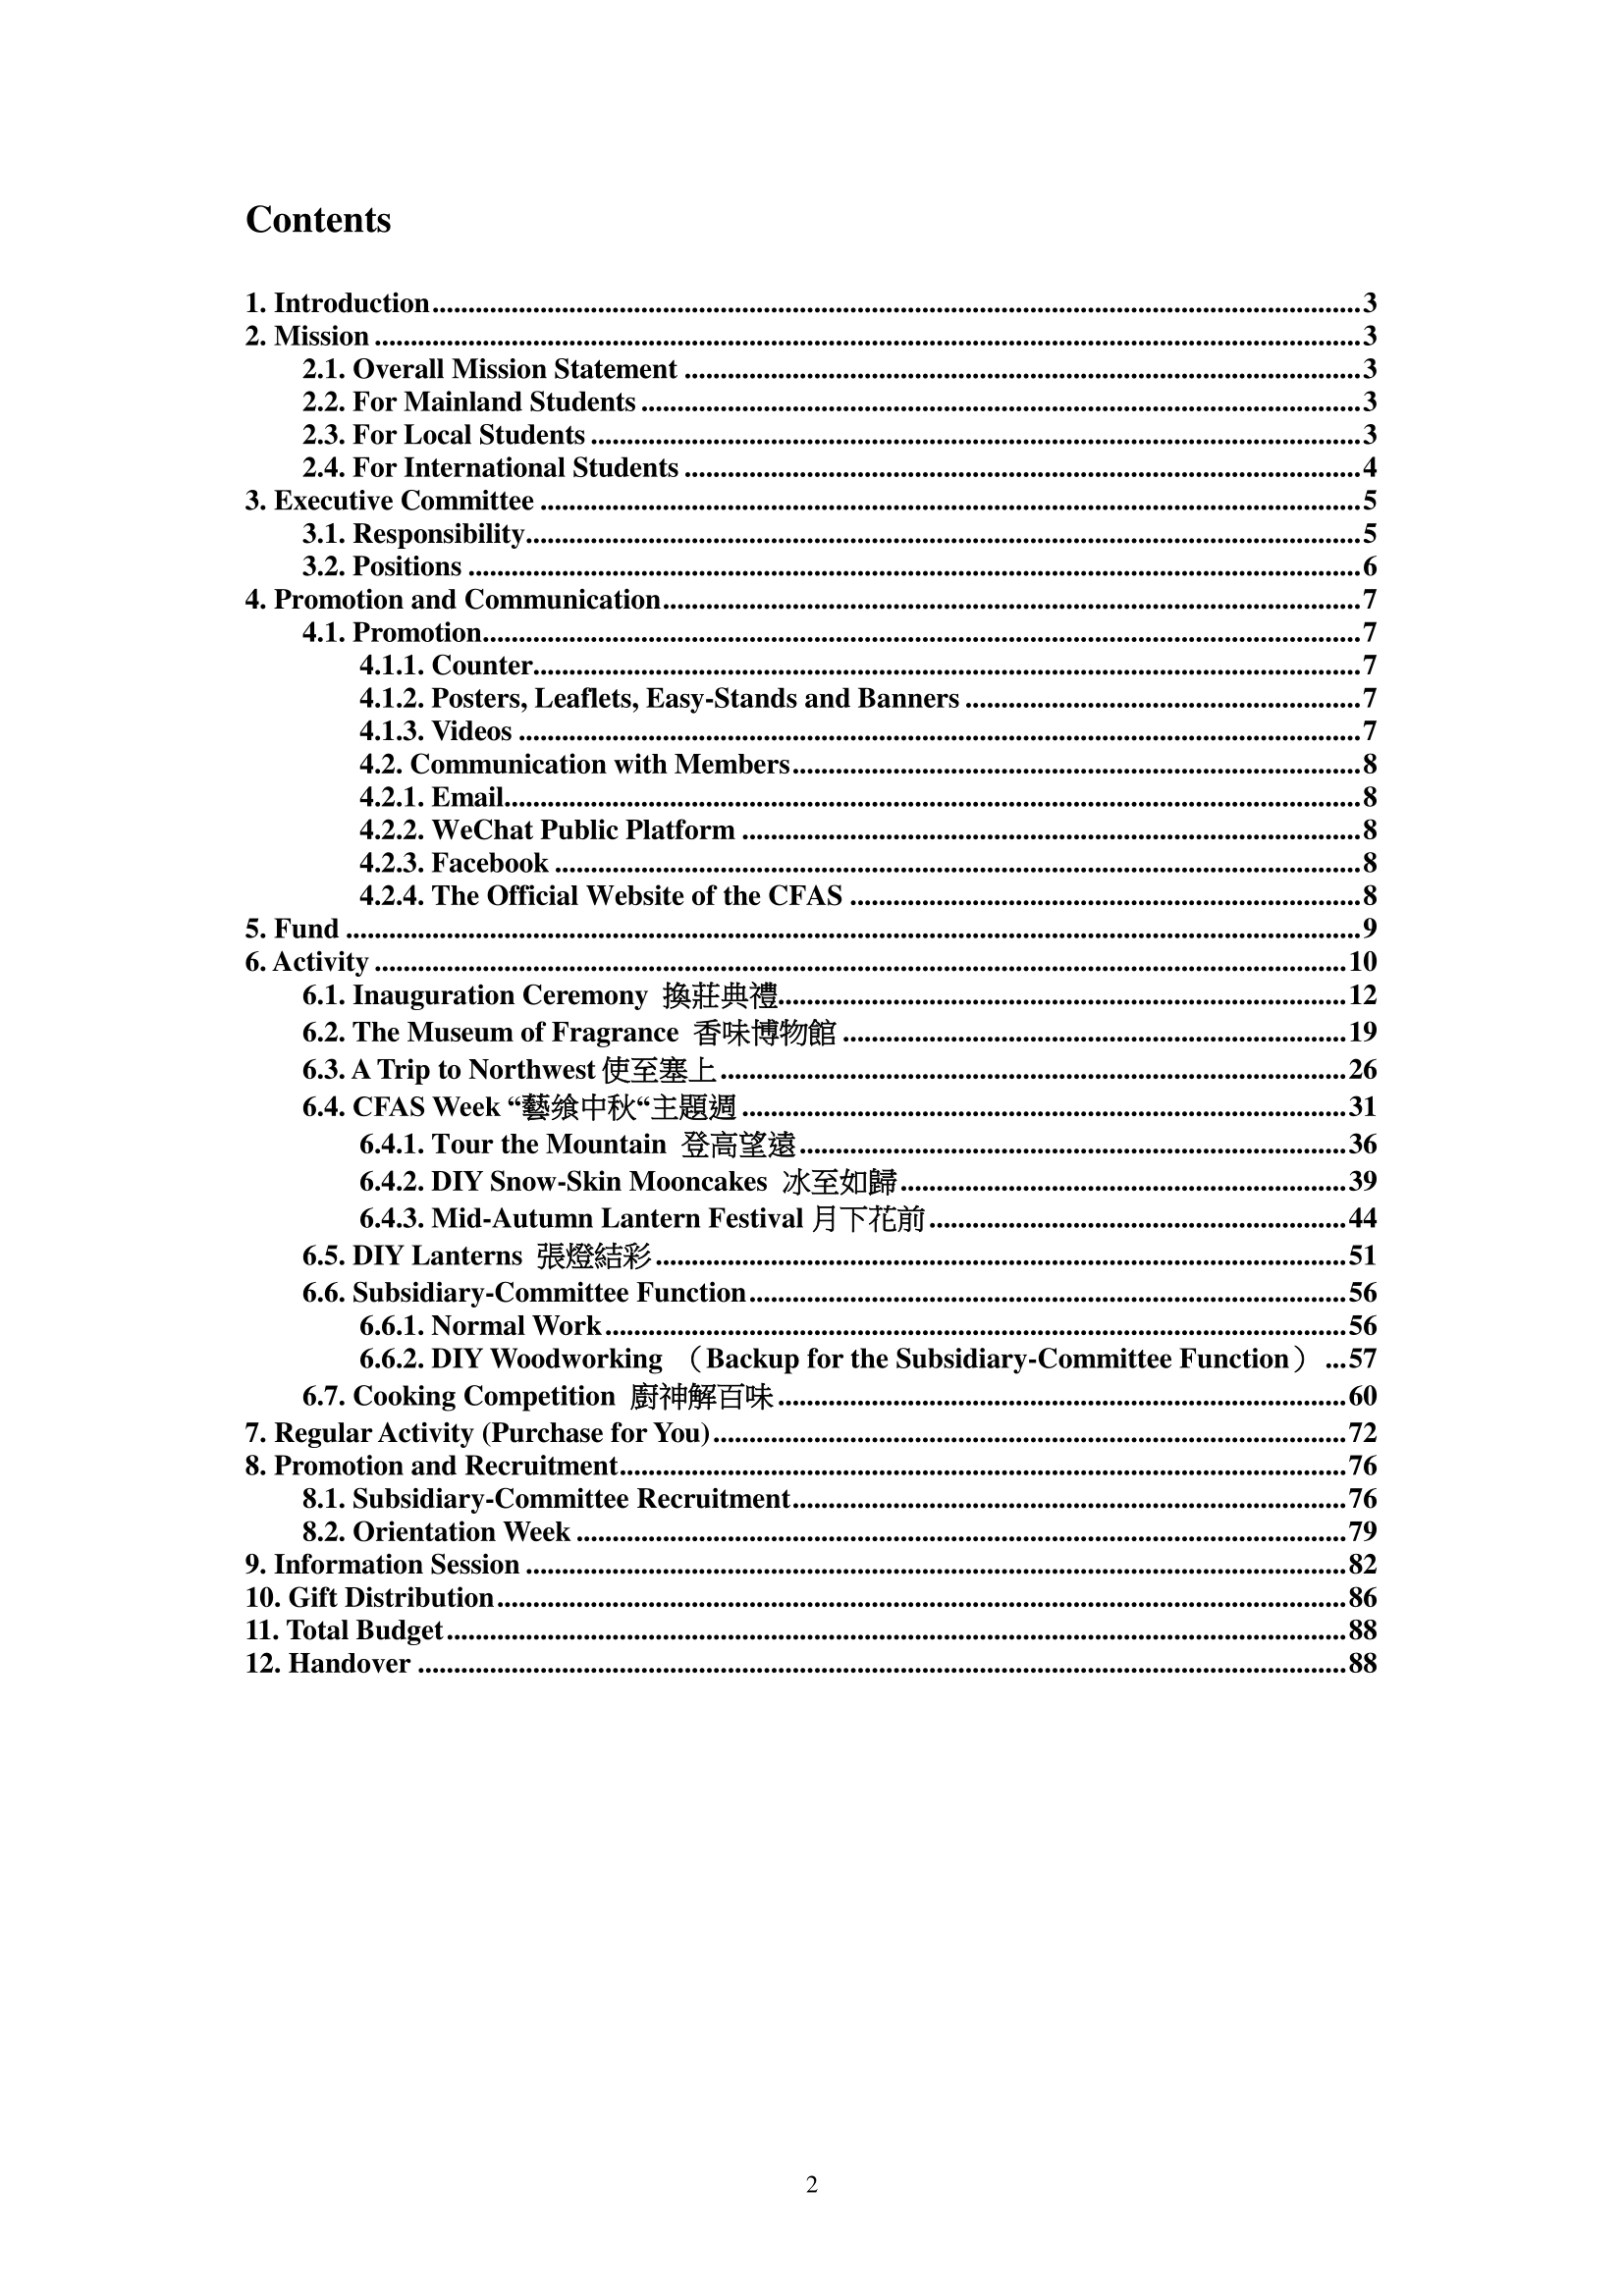 Contents
1. Introduction 3
2. Mission 3
2.1. Overall Mission Statement 3
2.2. For Mainland Students 3
2.3. For Local Students 3
2.4. For International Students 4
3. Executive Committee 5
3.1. Responsibility 5
3.2. Positions 6
4. Promotion and Communication 7
4.1. Promotion 7
4.1.1. Counter 7
4.1.2. Posters, Leaflets, Easy-Stands and Banners 7
4.1.3. Videos 7
4.2. Communication with Members 8
4.2.1. Email 8
4.2.2. WeChat Public Platform 8
4.2.3. Facebook 8
4.2.4. The Official Website of the CFAS 8
5. Fund 9
6. Activity 10
6.1. Inauguration Ceremony 換莊典禮 12
6.2. The Museum of Fragrance 香味博物館 19
6.3. A Trip to Northwest 使至塞上 26
6.4. CFAS Week “藝飨中秋“主題週 31
6.4.1. Tour the Mountain 登高望遠 36
6.4.2. DIY Snow-Skin Mooncakes 冰至如歸 39
6.4.3. Mid-Autumn Lantern Festival 月下花前 44
6.5. DIY Lanterns 張燈結彩 51
6.6. Subsidiary-Committee Function 56
6.6.1. Normal Work 56
6.6.2. DIY Woodworking （Backup for the Subsidiary-Committee Function） 57
6.7. Cooking Competition 廚神解百味 60
7. Regular Activity (Purchase for You) 72
8. Promotion and Recruitment 76
8.1. Subsidiary-Committee Recruitment 76
8.2. Orientation Week 79
9. Information Session 82
10. Gift Distribution 86
11. Total Budget 88
12. Handover 88
2